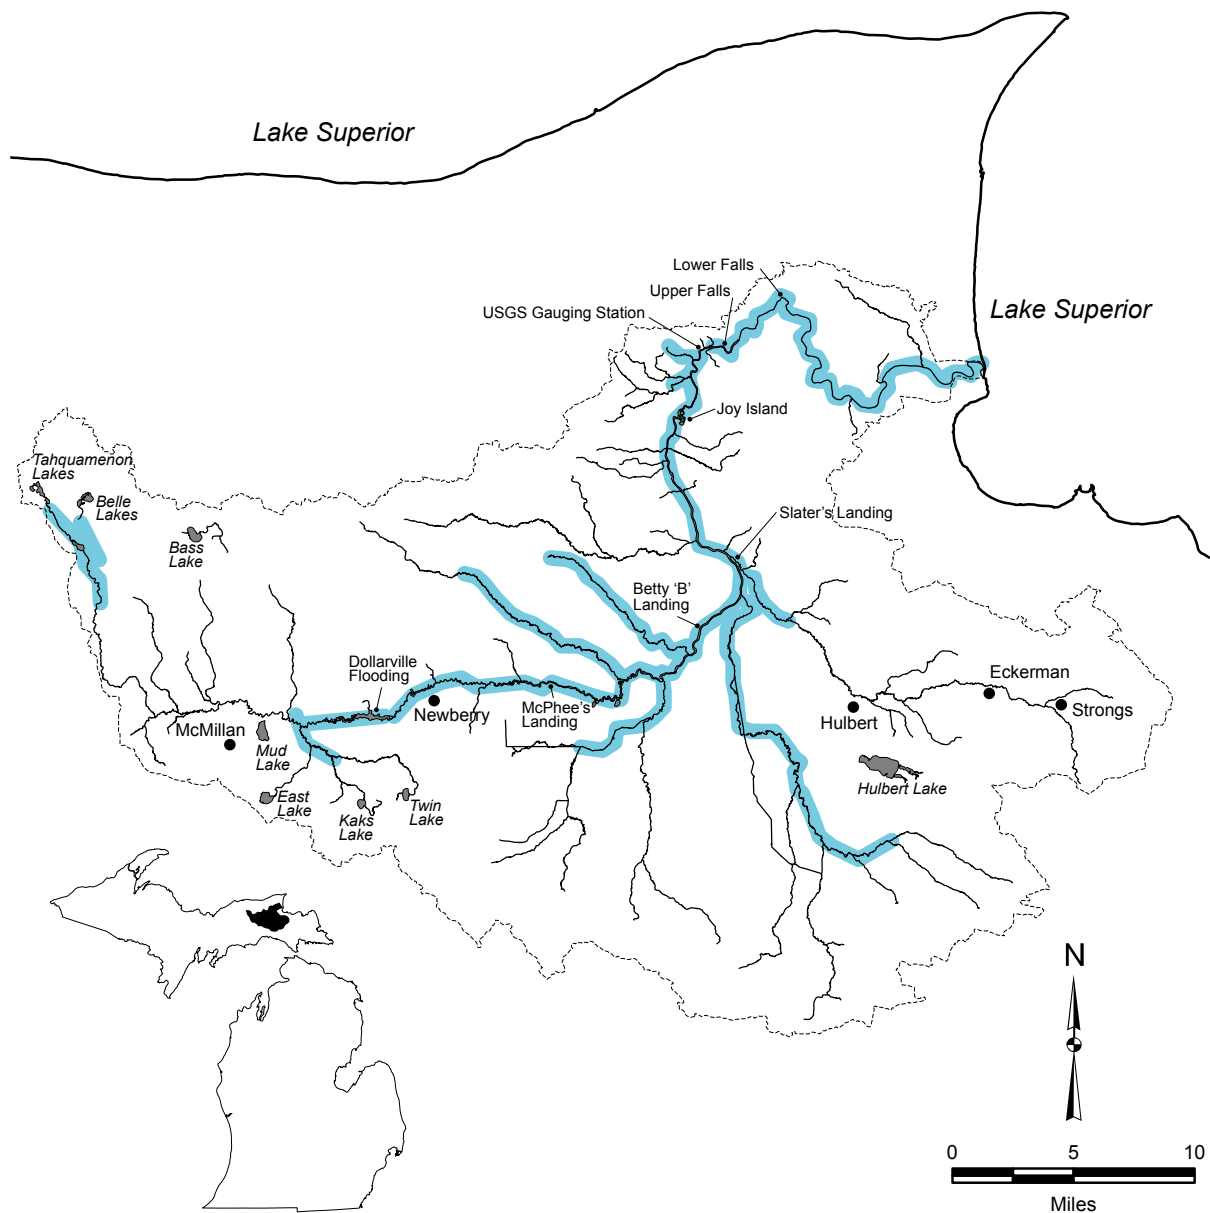 Lake Superior
Lower Falls
Upper Falls
USGS Gauging Station
Lake Superior
Joy Island
Tahquamenon
Lakes
Belle
Lakes
Bass
Lake
Slater's Landing
Betty 'B'
Landing
Dollarville
Flooding
Eckerman
McPhee's
Landing
Newberry
Hulbert
Strongs
McMillan
Mud
Lake
Hulbert Lake
East
Lake
Kaks
Lake
Twin
Lake
N
0 5 10
Miles